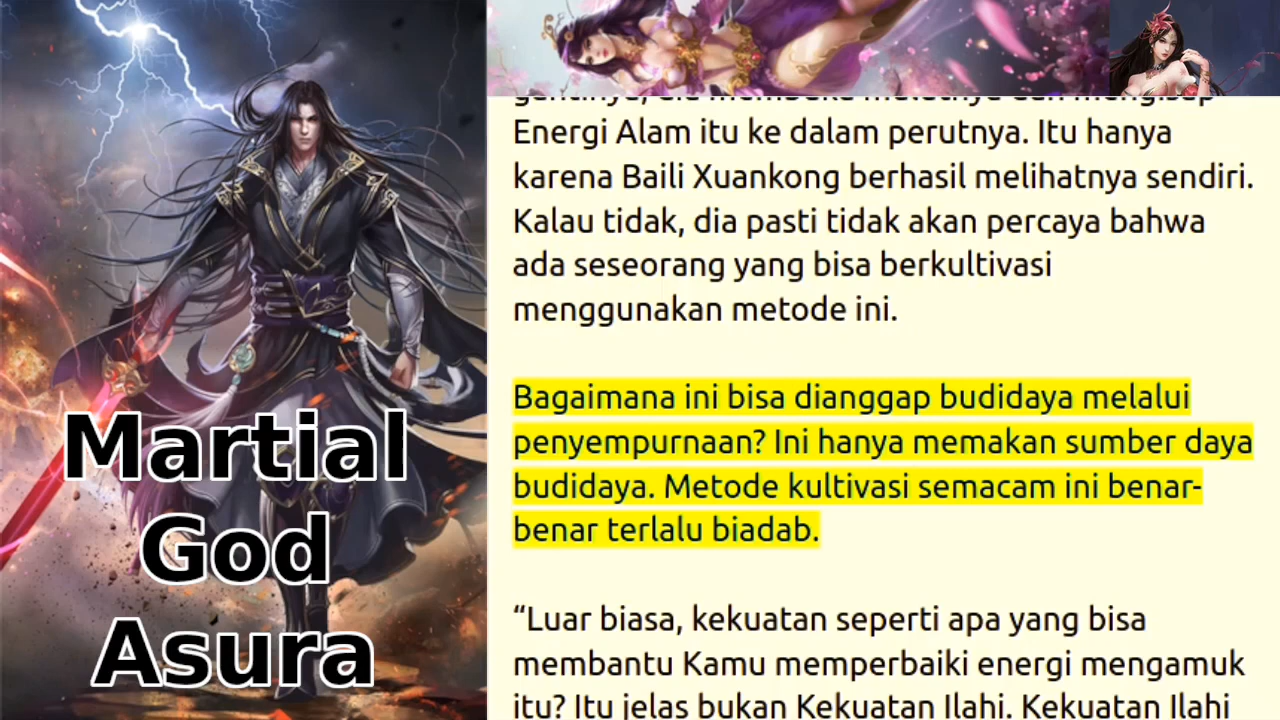 Martial
God
Asura
Energi Alam itu ke dalam perutnya. Itu hanya
karena Baili Xuankong berhasil melihatnya sendiri.
Kalau tidak, dia pasti tidak akan percaya bahwa
ada seseorang yang bisa berkultivasi
menggunakan metode ini.
Bagaimana ini bisa dianggap budidaya melalui
penyempurnaan? Ini hanya memakan sumber daya
budidaya. Metode kultivasi semacam ini benar-
benar terlalu biadab.
“Luar biasa, kekuatan seperti apa yang bisa
membantu Kamu memperbaiki energi mengamuk
itu? Itu jelas bukan Kekuatan Ilahi. Kekuatan Ilahi